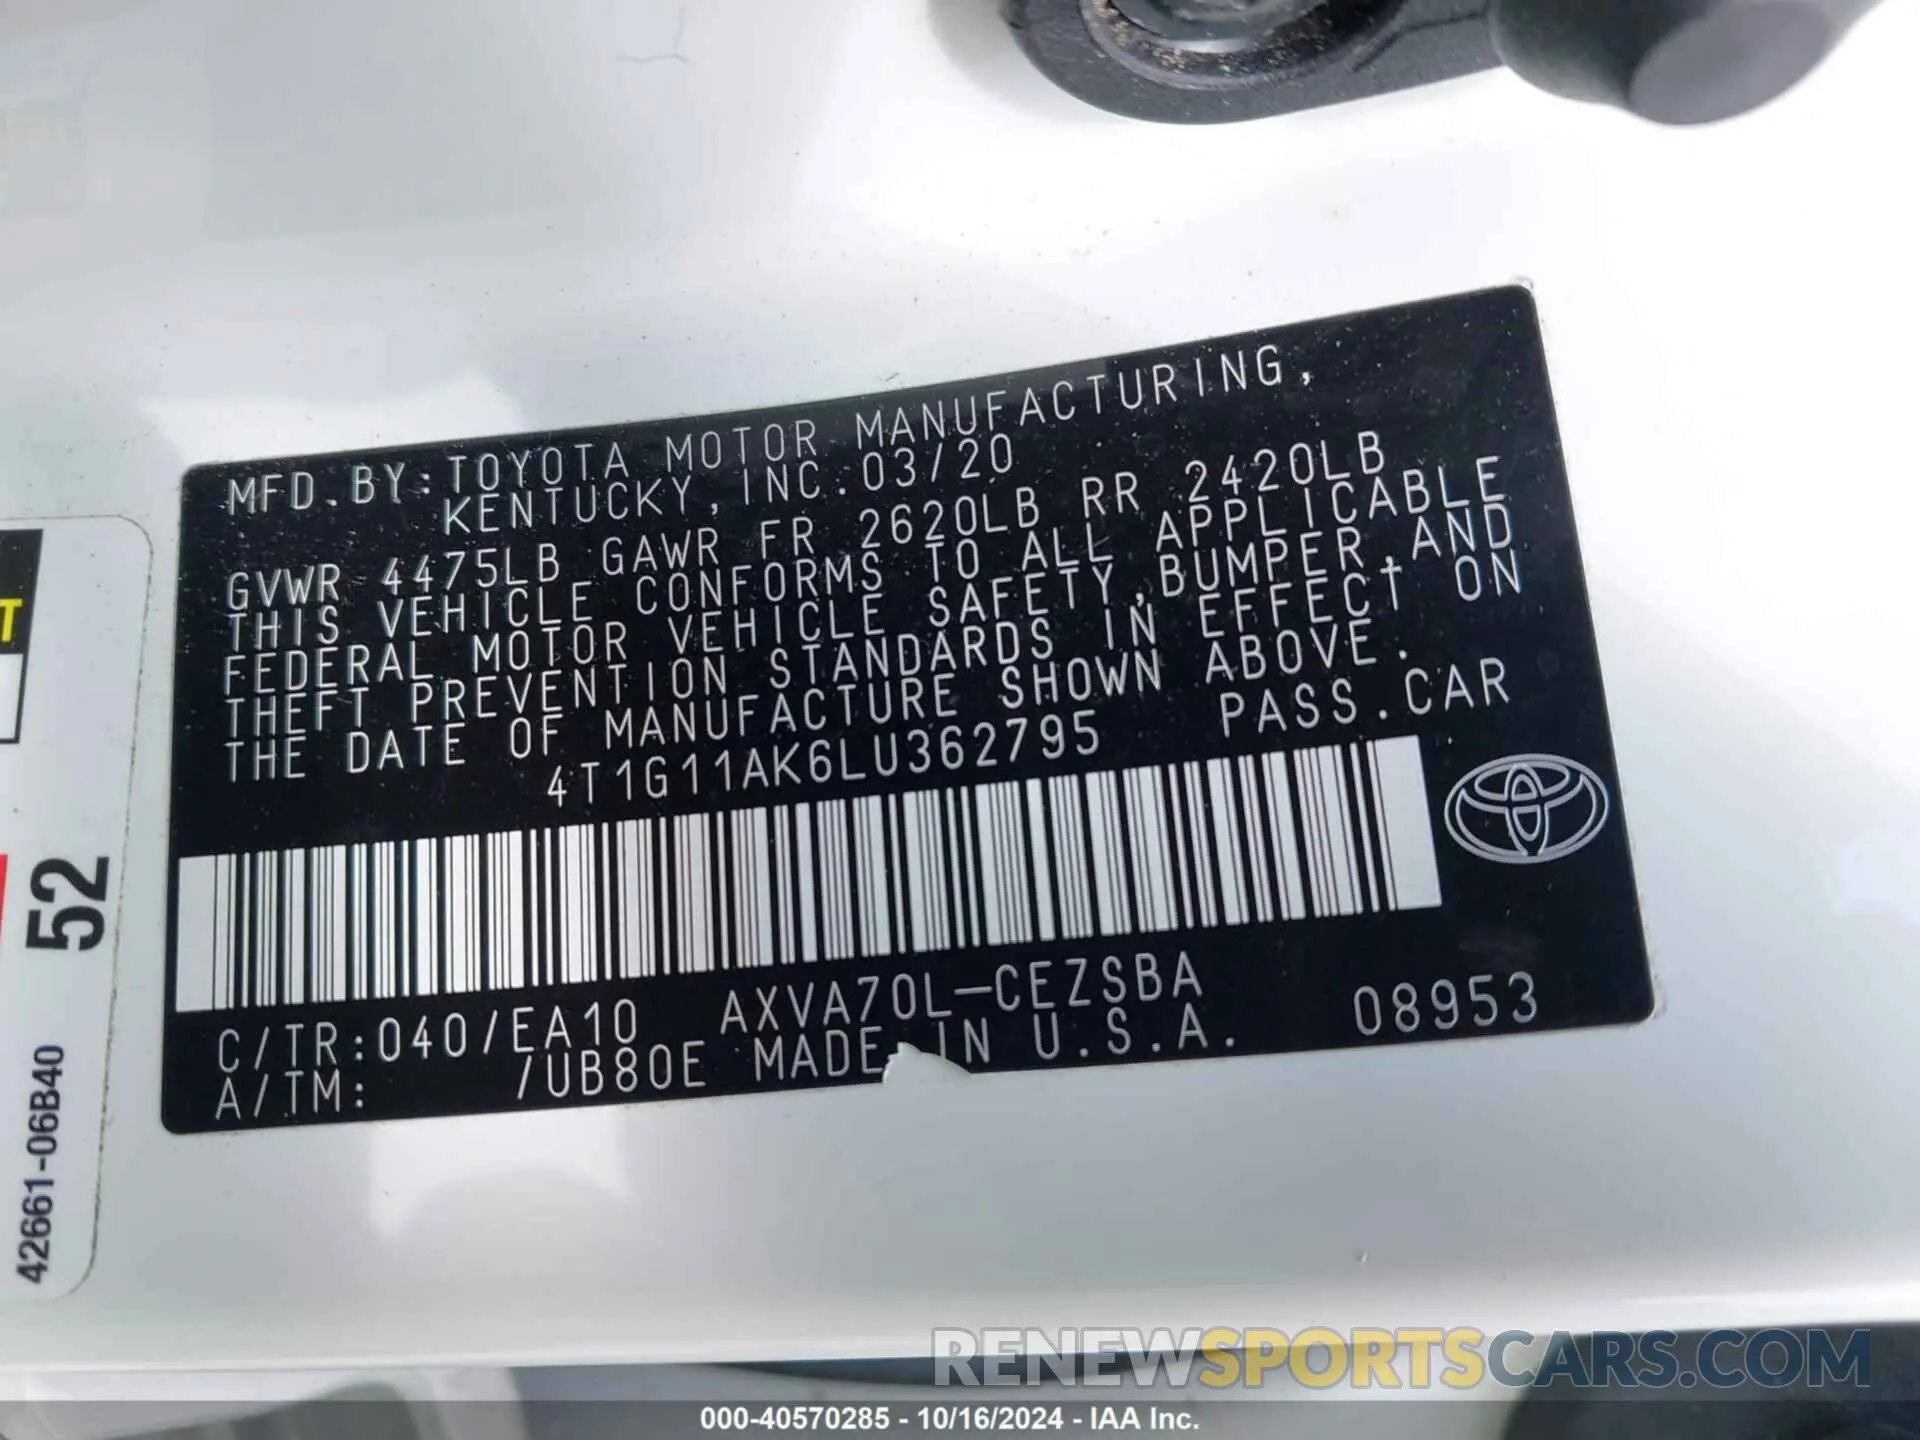 MFD.BY:TOYOTA MOTOR MANUFACTURING,
KENTUCKY,INC.03/20
GVWR 4475LB GAWR FR 2620LB RR 2420LB
THIS VEHICLE CONFORMS TO ALL APPLICABLE
FEDERAL MOTOR VEHICLE SAFETY,BUMPER,AND
THEFT PREVENTION STANDARDS IN EFFECT ON
THE DATE OF MANUFACTURE SHOWN ABOVE.
4T1G11AK6LU362795 PASS.CAR
C/TR:040/EA10 AXVA70L-CEZSBA 08953
A/TM: /UB80E MADE IN U.S.A.
T
52
42661-06B40
RENEWSPORTSCARS.COM
000-40570285 - 10/16/2024 - IAA Inc.